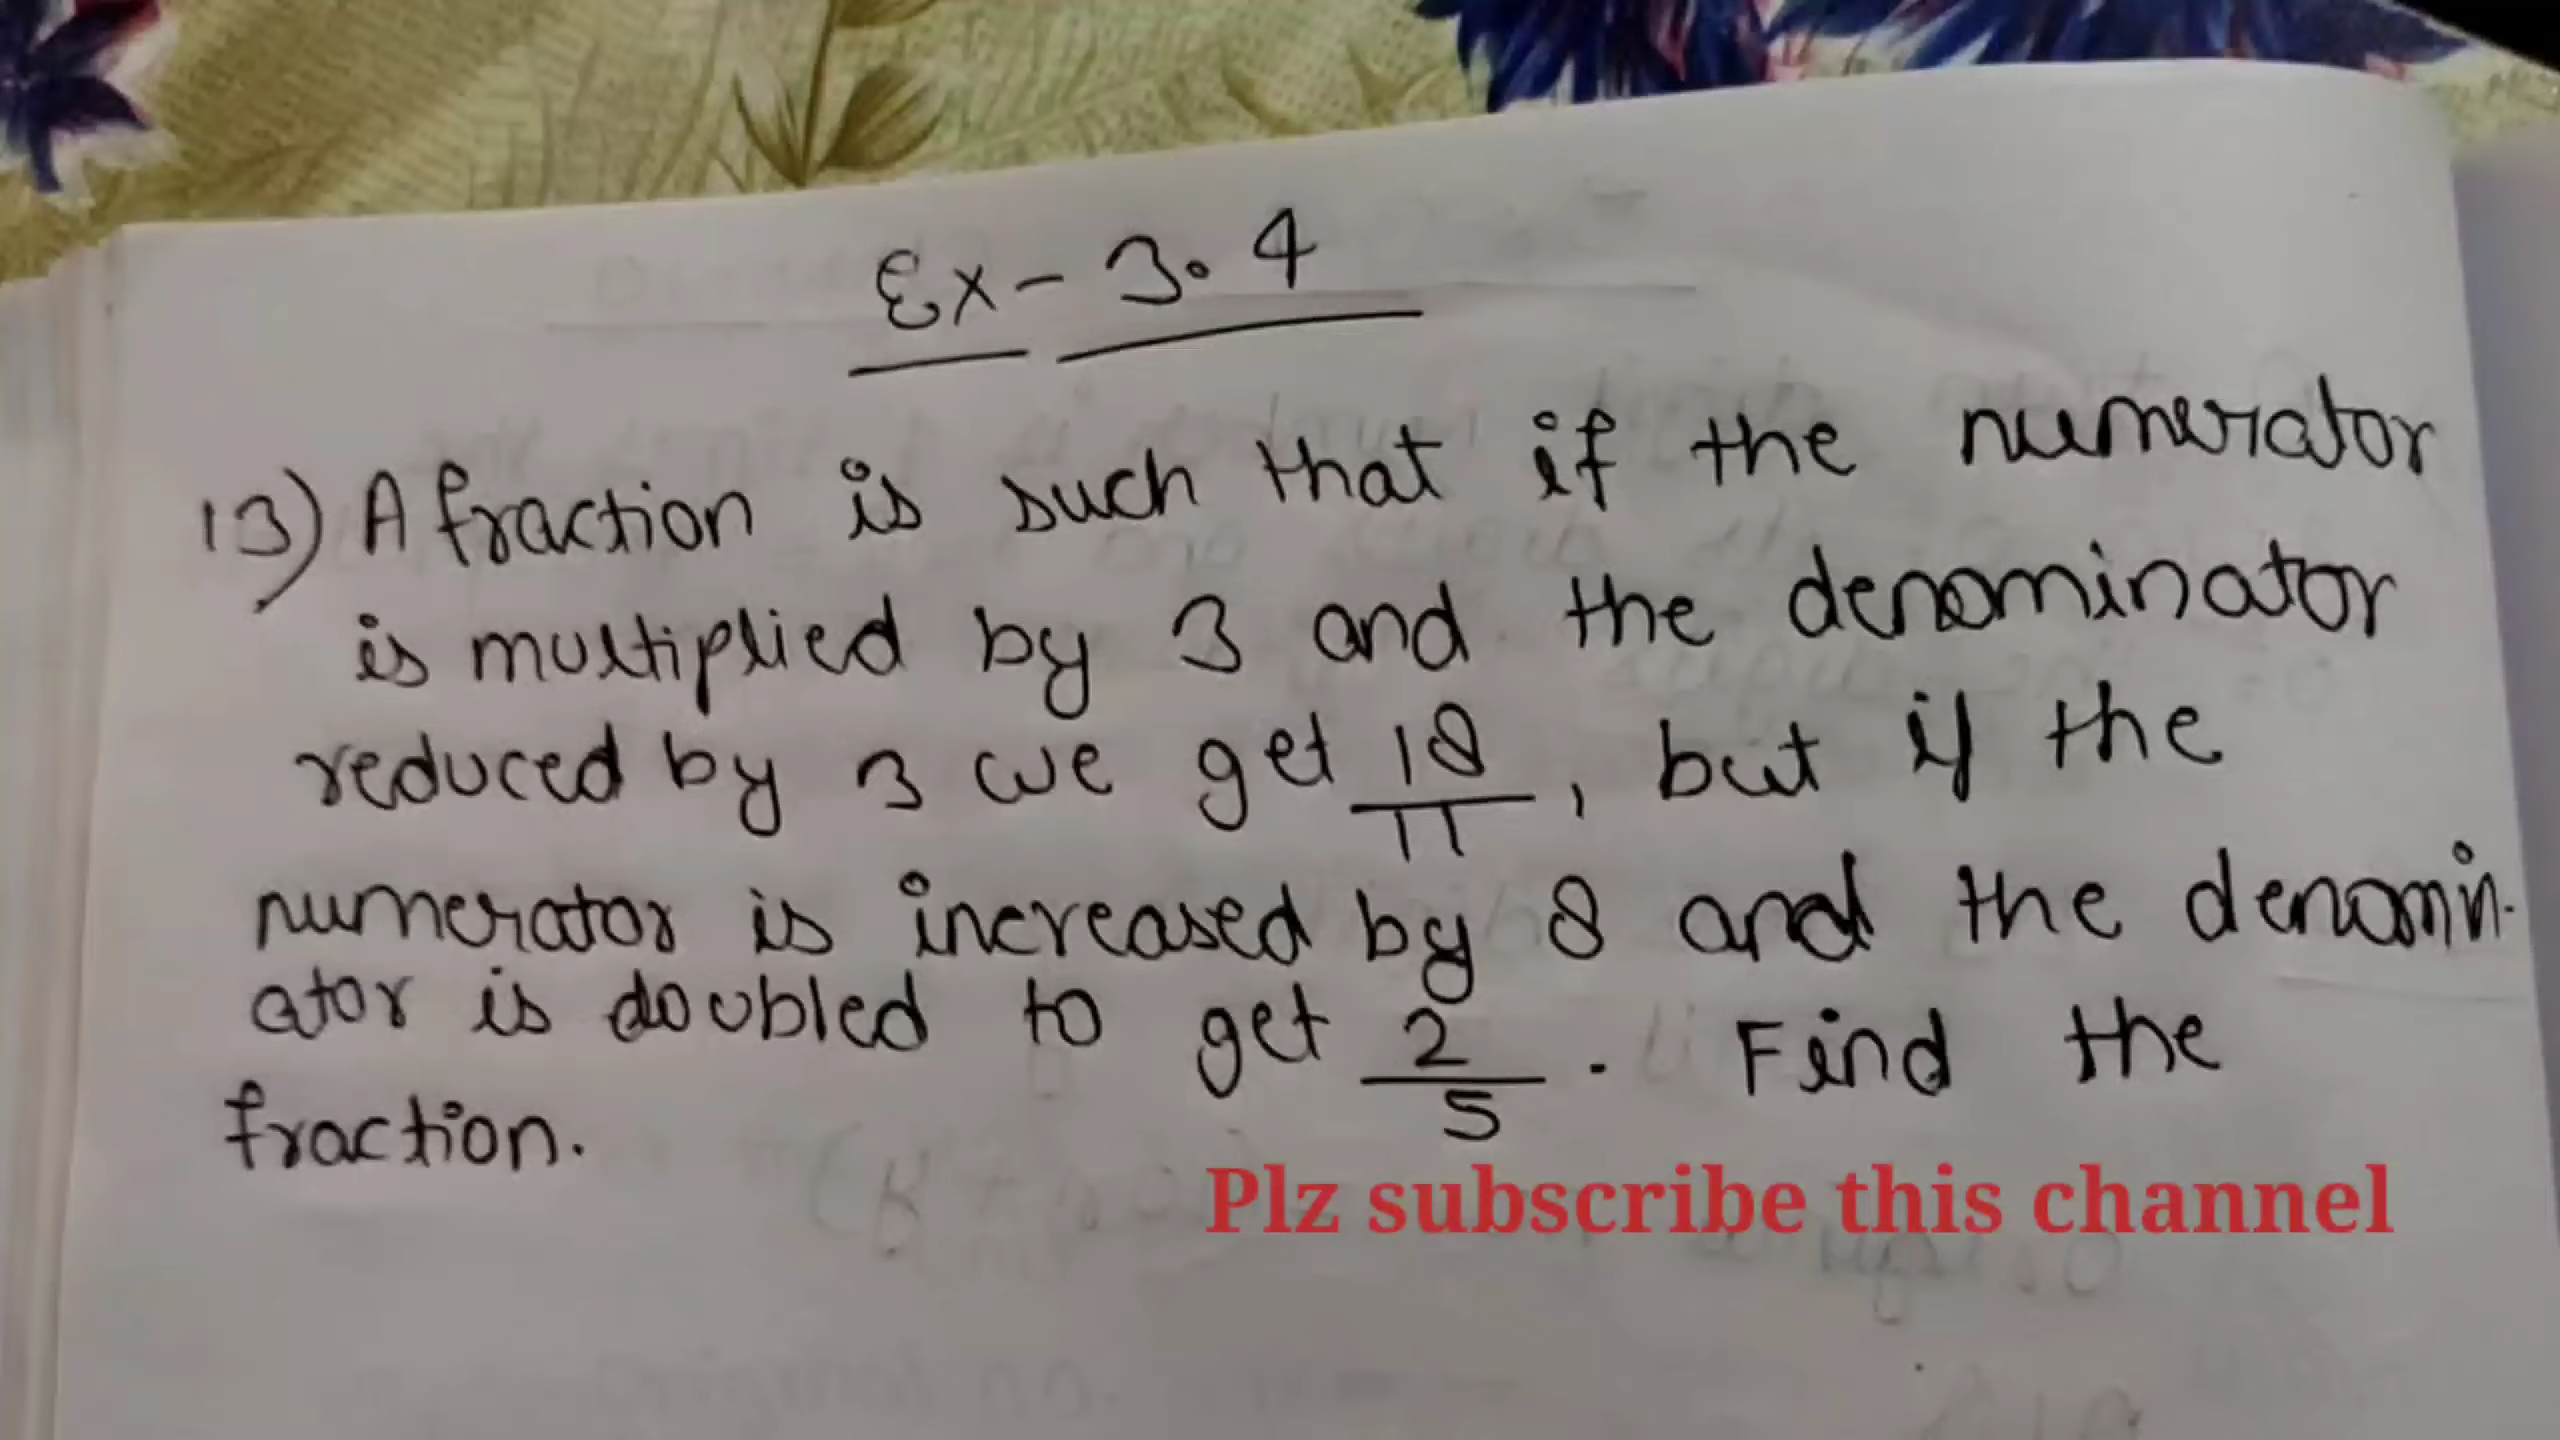 Ex - 3.4
13) A fraction is such that if the numerator
is multiplied by 3 and the denominator
reduced by 3 we get 18/11, but if the
numerator is increased by 8 and the denomin-
ator is doubled to get 2/5. Find the
fraction.
Plz subscribe this channel